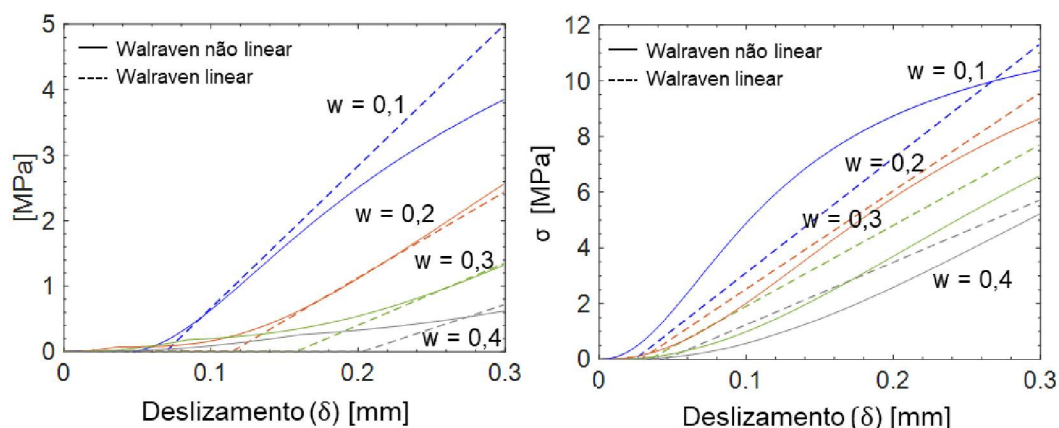 5
4
3
2
1
0
[MPa]
Walraven não linear
Walraven linear
w = 0,1
w = 0,2
w = 0,3
w = 0,4
0
0.1
0.2
0.3
Deslizamento (δ) [mm]
12
10
8
6
4
2
0
σ [MPa]
Walraven não linear
Walraven linear
w = 0,1
w = 0,2
w = 0,3
w = 0,4
0
0.1
0.2
0.3
Deslizamento (δ) [mm]